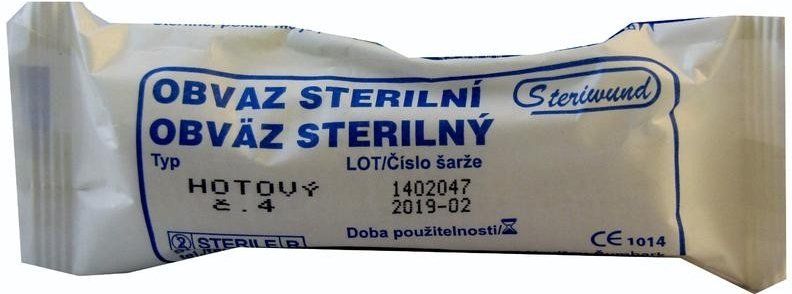 OBVAZ STERILNÍ
Steriwund
OBVÄZ STERILNÝ
Typ
LOT/Číslo šarže
HOTOVÝ
1402047
č.4
2019-02
Doba použitelnosti/
2 STERILE R
CE 1014